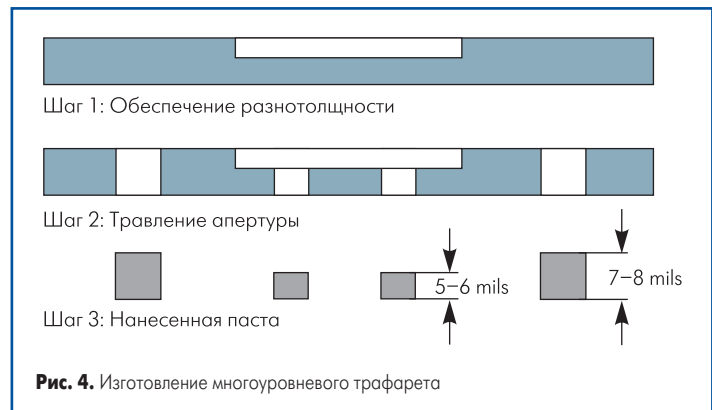 Шаг 1: Обеспечение разнотолщности
Шаг 2: Травление апертуры
5–6 mils
7–8 mils
Шаг 3: Нанесенная паста
Рис. 4. Изготовление многоуровневого трафарета